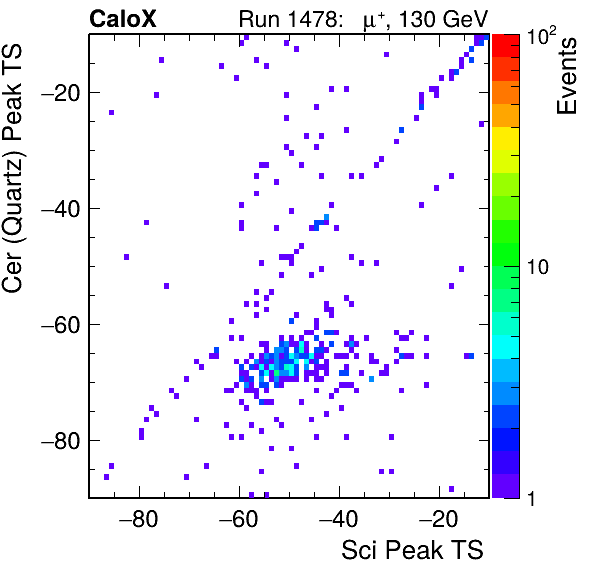 CaloX Run 1478: μ⁺, 130 GeV
Cer (Quartz) Peak TS
−20
−40
−60
−80
−80 −60 −40 −20
Sci Peak TS
10²
10
1
Events